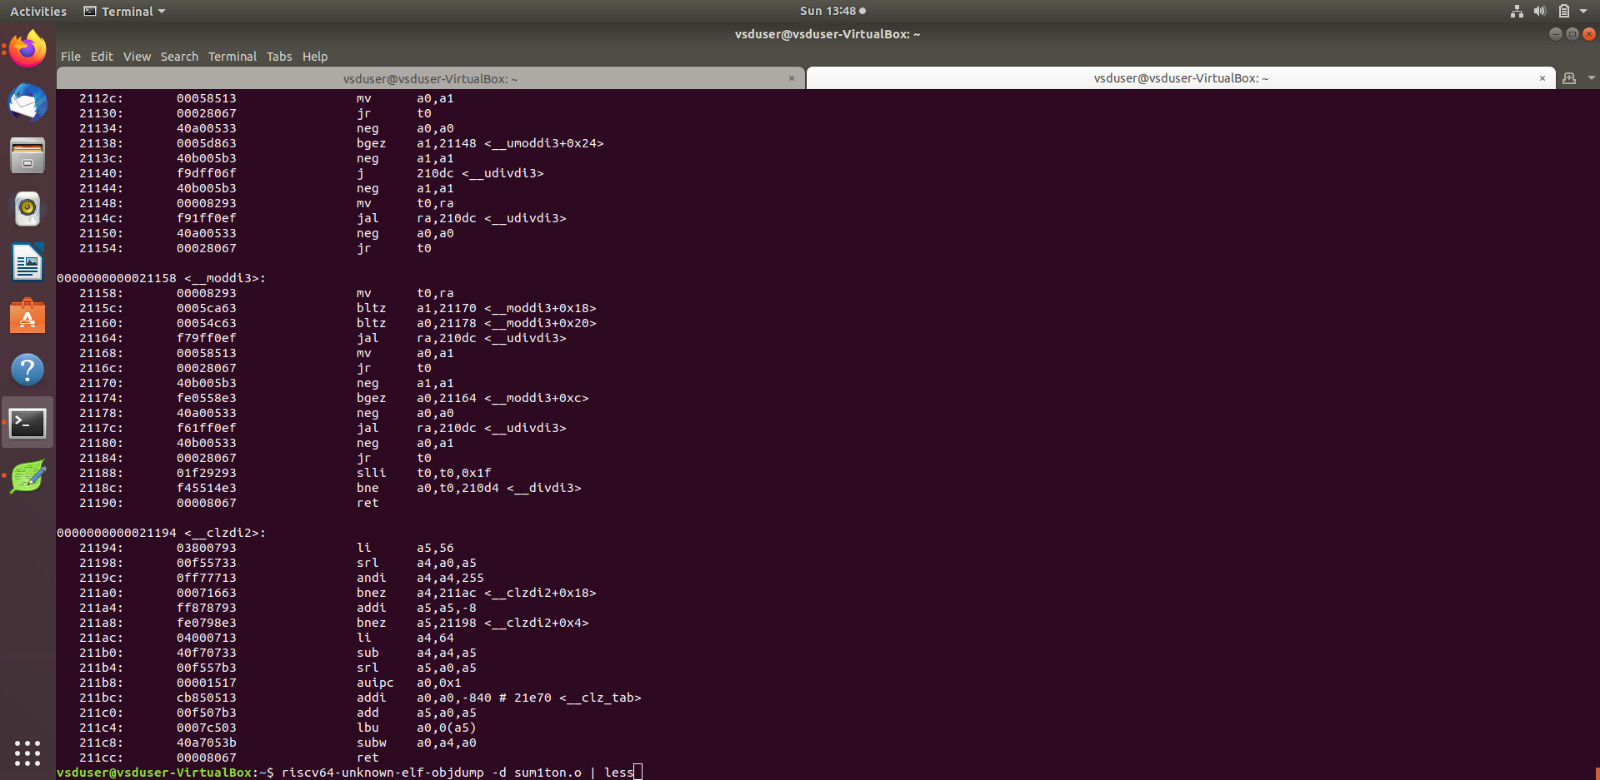 Activities Terminal Sun 13:48
vsduser@vsduser-VirtualBox: ~
File Edit View Search Terminal Tabs Help
vsduser@vsduser-VirtualBox: ~ × vsduser@vsduser-VirtualBox: ~ ×
2112c: 00058513 mv a0,a1
21130: 00028067 jr t0
21134: 40a00533 neg a0,a0
21138: 0005d863 bgez a1,21148 <__umoddi3+0x24>
2113c: 40b005b3 neg a1,a1
21140: f9dff06f j 210dc <__udivdi3>
21144: 40b005b3 neg a1,a1
21148: 00008293 mv t0,ra
2114c: f91ff0ef jal ra,210dc <__udivdi3>
21150: 40a00533 neg a0,a0
21154: 00028067 jr t0
0000000000021158 <__moddi3>:
21158: 00008293 mv t0,ra
2115c: 0005ca63 bltz a1,21170 <__moddi3+0x18>
21160: 00054c63 bltz a0,21178 <__moddi3+0x20>
21164: f79ff0ef jal ra,210dc <__udivdi3>
21168: 00058513 mv a0,a1
2116c: 00028067 jr t0
21170: 40b005b3 neg a1,a1
21174: fe0558e3 bgez a0,21164 <__moddi3+0xc>
21178: 40a00533 neg a0,a0
2117c: f61ff0ef jal ra,210dc <__udivdi3>
21180: 40b00533 neg a0,a1
21184: 00028067 jr t0
21188: 01f29293 slli t0,t0,0x1f
2118c: f45514e3 bne a0,t0,210d4 <__divdi3>
21190: 00008067 ret
0000000000021194 <__clzdi2>:
21194: 03800793 li a5,56
21198: 00f55733 srl a4,a0,a5
2119c: 0ff77713 andi a4,a4,255
211a0: 00071663 bnez a4,211ac <__clzdi2+0x18>
211a4: ff878793 addi a5,a5,-8
211a8: fe0798e3 bnez a5,21198 <__clzdi2+0x4>
211ac: 04000713 li a4,64
211b0: 40f70733 sub a4,a4,a5
211b4: 00f557b3 srl a5,a0,a5
211b8: 00001517 auipc a0,0x1
211bc: cb850513 addi a0,a0,-840 # 21e70 <__clz_tab>
211c0: 00f507b3 add a5,a0,a5
211c4: 0007c503 lbu a0,0(a5)
211c8: 40a7053b subw a0,a4,a0
211cc: 00008067 ret
vsduser@vsduser-VirtualBox:~$ riscv64-unknown-elf-objdump -d sum1ton.o | less